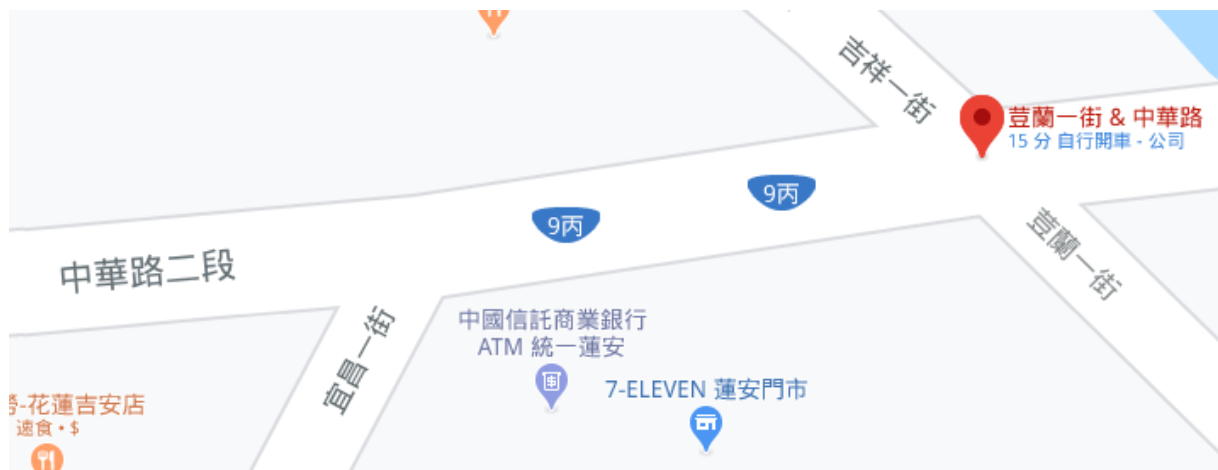 吉祥一街
荳蘭一街 & 中華路
15 分 自行開車 - 公司
9丙
9丙
荳蘭一街
中華路二段
宜昌一街
中國信託商業銀行
ATM 統一蓮安
7-ELEVEN 蓮安門市
-花蓮吉安店
速食・$